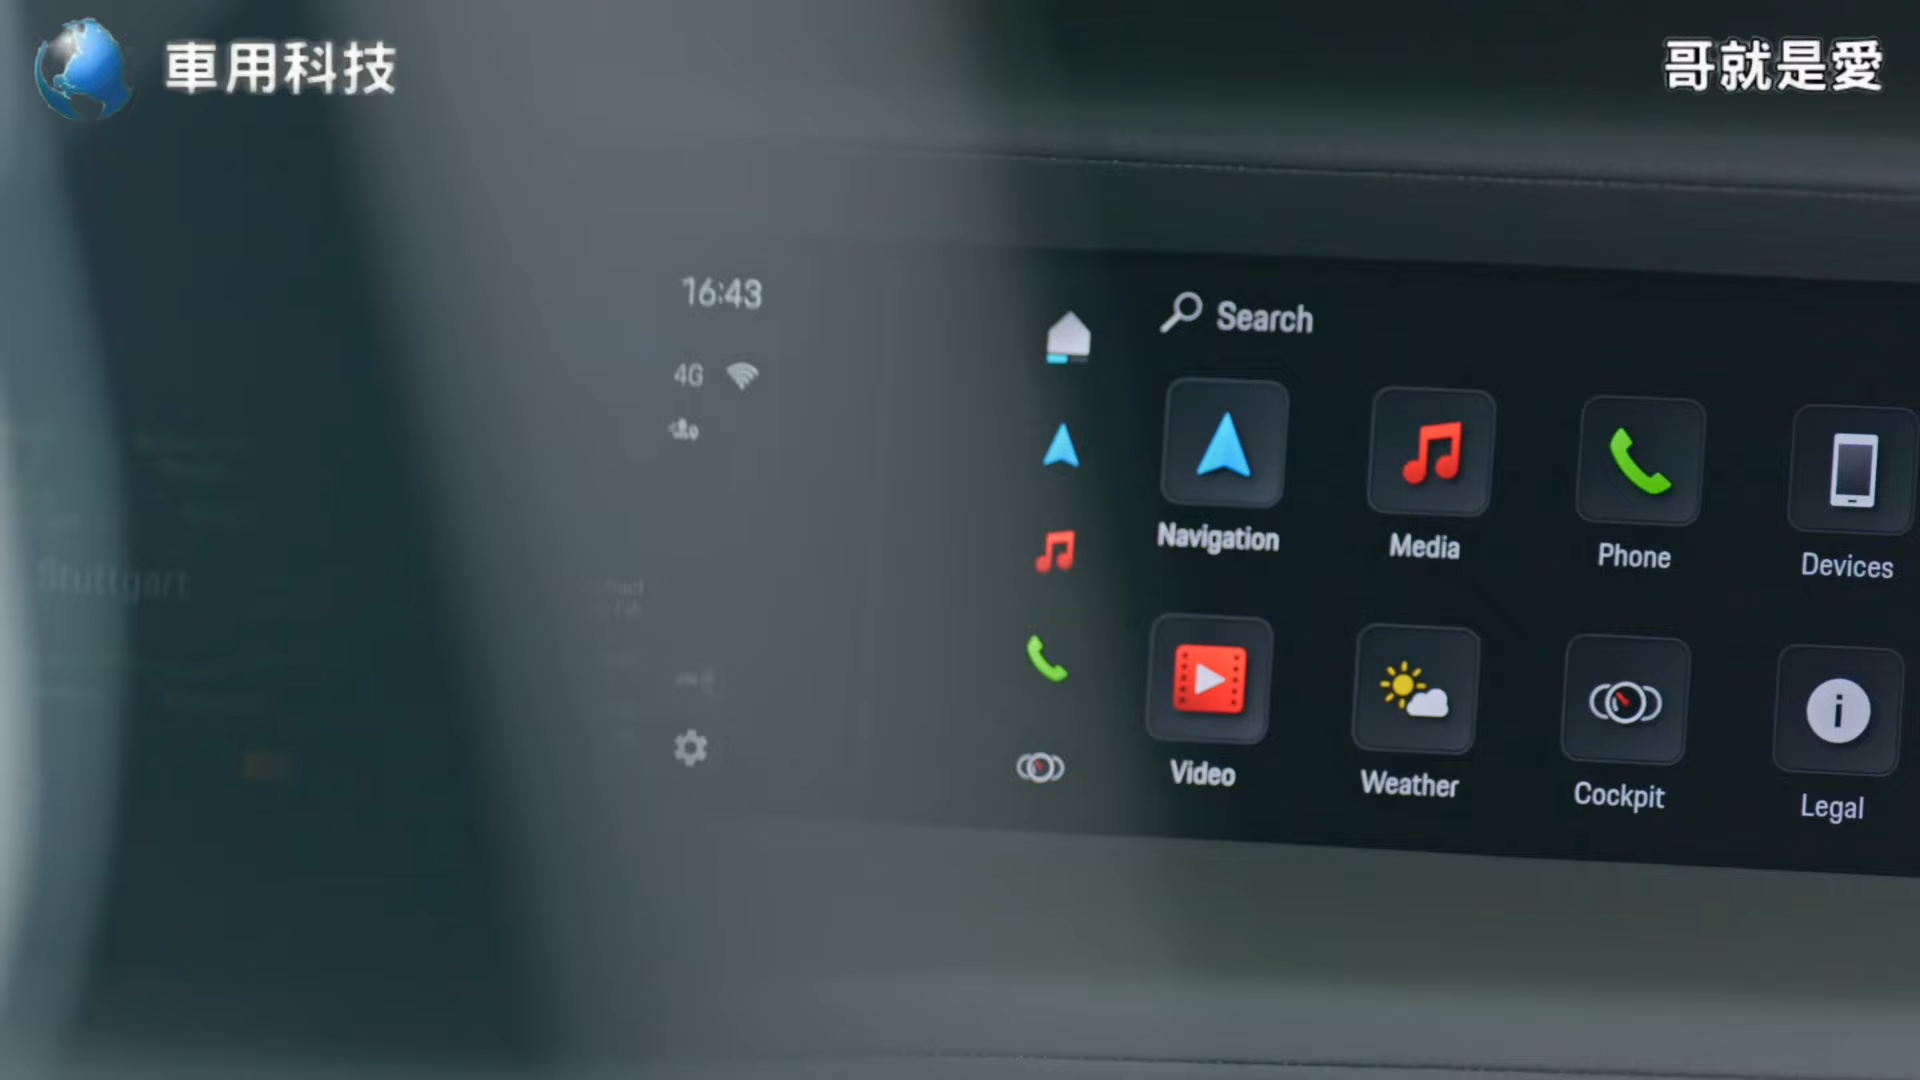 車用科技
哥就是愛
16:43
4G
Search
Navigation
Media
Phone
Devices
Video
Weather
Cockpit
Legal
Stuttgart